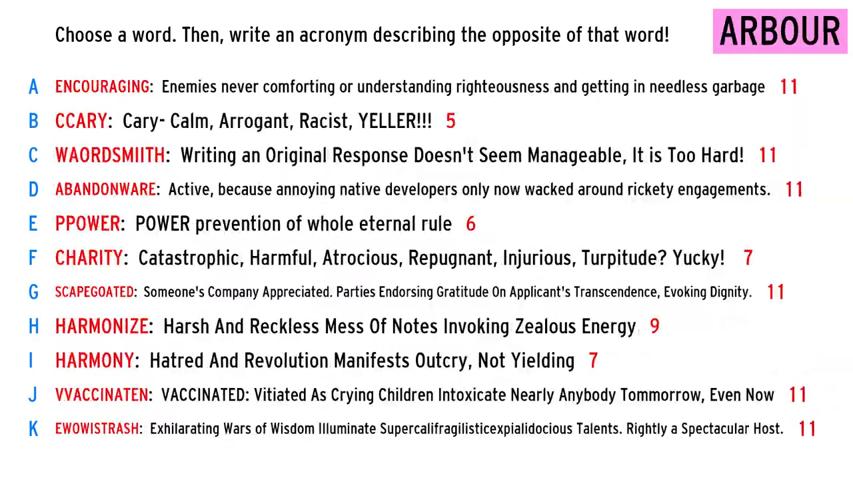 Choose a word. Then, write an acronym describing the opposite of that word! ARBOUR
A ENCOURAGING: Enemies never comforting or understanding righteousness and getting in needless garbage 11
B CCARY: Cary- Calm, Arrogant, Racist, YELLER!!! 5
C WAORDSMIITH: Writing an Original Response Doesn't Seem Manageable, It is Too Hard! 11
D ABANDONWARE: Active, because annoying native developers only now wacked around rickety engagements. 11
E PPOWER: POWER prevention of whole eternal rule 6
F CHARITY: Catastrophic, Harmful, Atrocious, Repugnant, Injurious, Turpitude? Yucky! 7
G SCAPEGOATED: Someone's Company Appreciated. Parties Endorsing Gratitude On Applicant's Transcendence, Evoking Dignity. 11
H HARMONIZE: Harsh And Reckless Mess Of Notes Invoking Zealous Energy 9
I HARMONY: Hatred And Revolution Manifests Outcry, Not Yielding 7
J VVACCINATEN: VACCINATED: Vitiated As Crying Children Intoxicate Nearly Anybody Tommorrow, Even Now 11
K EWOWISTRASH: Exhilarating Wars of Wisdom Illuminate Supercalifragilisticexpialidocious Talents. Rightly a Spectacular Host. 11